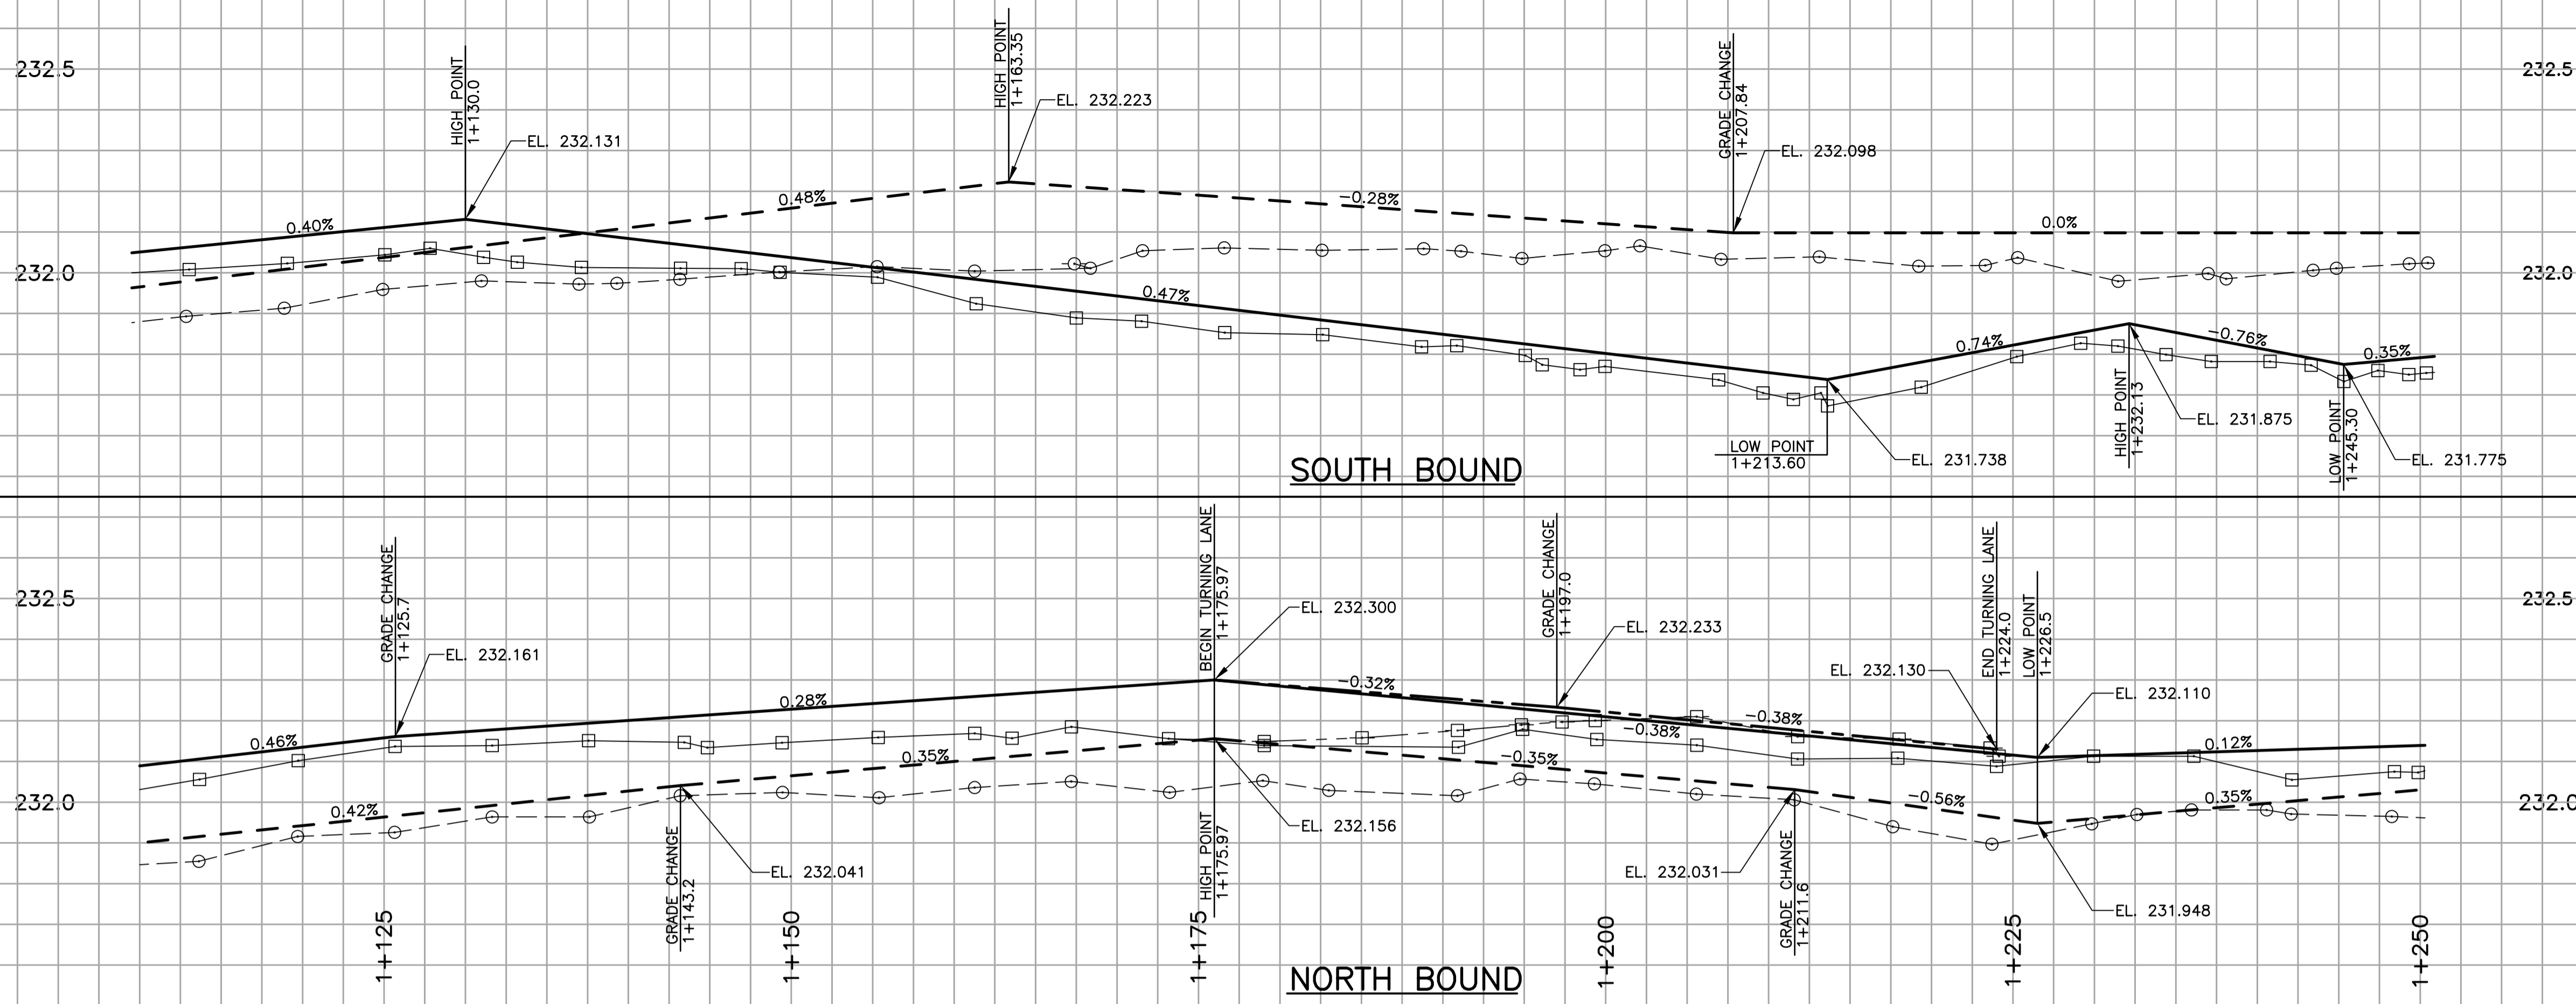 232.5
232.5
HIGH POINT
1+130.0
EL. 232.131
HIGH POINT
1+163.35
EL. 232.223
GRADE CHANGE
1+207.84
EL. 232.098
0.40%
0.48%
-0.28%
0.0%
232.0
232.0
0.47%
0.74%
-0.76%
0.35%
HIGH POINT
1+232.13
EL. 231.875
LOW POINT
1+213.60
EL. 231.738
LOW POINT
1+245.30
EL. 231.775
SOUTH BOUND
232.5
232.5
GRADE CHANGE
1+125.7
EL. 232.161
BEGIN TURNING LANE
1+175.97
EL. 232.300
GRADE CHANGE
1+197.0
EL. 232.233
END TURNING LANE
1+224.0
EL. 232.130
LOW POINT
1+226.5
EL. 232.110
0.46%
0.28%
-0.32%
-0.38%
-0.38%
0.12%
232.0
232.0
0.42%
0.35%
-0.35%
-0.56%
0.35%
GRADE CHANGE
1+143.2
EL. 232.041
HIGH POINT
1+175.97
EL. 232.156
GRADE CHANGE
1+211.6
EL. 232.031
EL. 231.948
1+125
1+150
1+175
1+200
1+225
1+250
NORTH BOUND